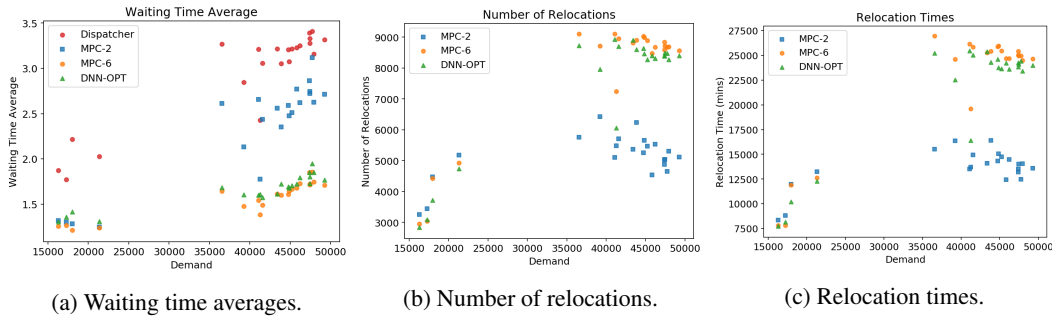 Waiting Time Average
3.5
3.0
2.5
2.0
1.5
Waiting Time Average
Dispatcher
MPC-2
MPC-6
DNN-OPT
15000 20000 25000 30000 35000 40000 45000 50000
Demand
(a) Waiting time averages.
Number of Relocations
9000
8000
7000
6000
5000
4000
3000
Number of Relocations
MPC-2
MPC-6
DNN-OPT
15000 20000 25000 30000 35000 40000 45000 50000
Demand
(b) Number of relocations.
Relocation Times
27500
25000
22500
20000
17500
15000
12500
10000
7500
Relocation Time (mins)
MPC-2
MPC-6
DNN-OPT
15000 20000 25000 30000 35000 40000 45000 50000
Demand
(c) Relocation times.